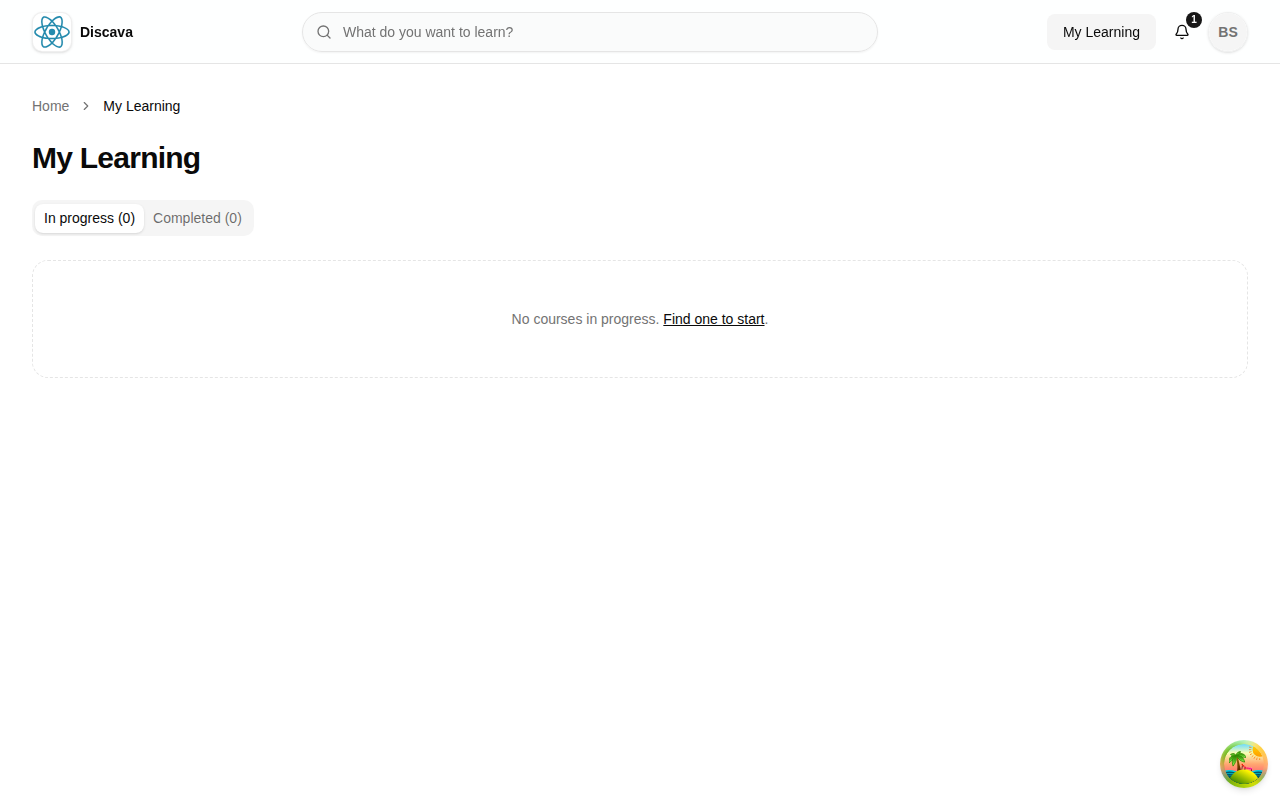 Discava
What do you want to learn?
My Learning
1
BS
Home
My Learning
My Learning
In progress (0)
Completed (0)
No courses in progress. Find one to start.